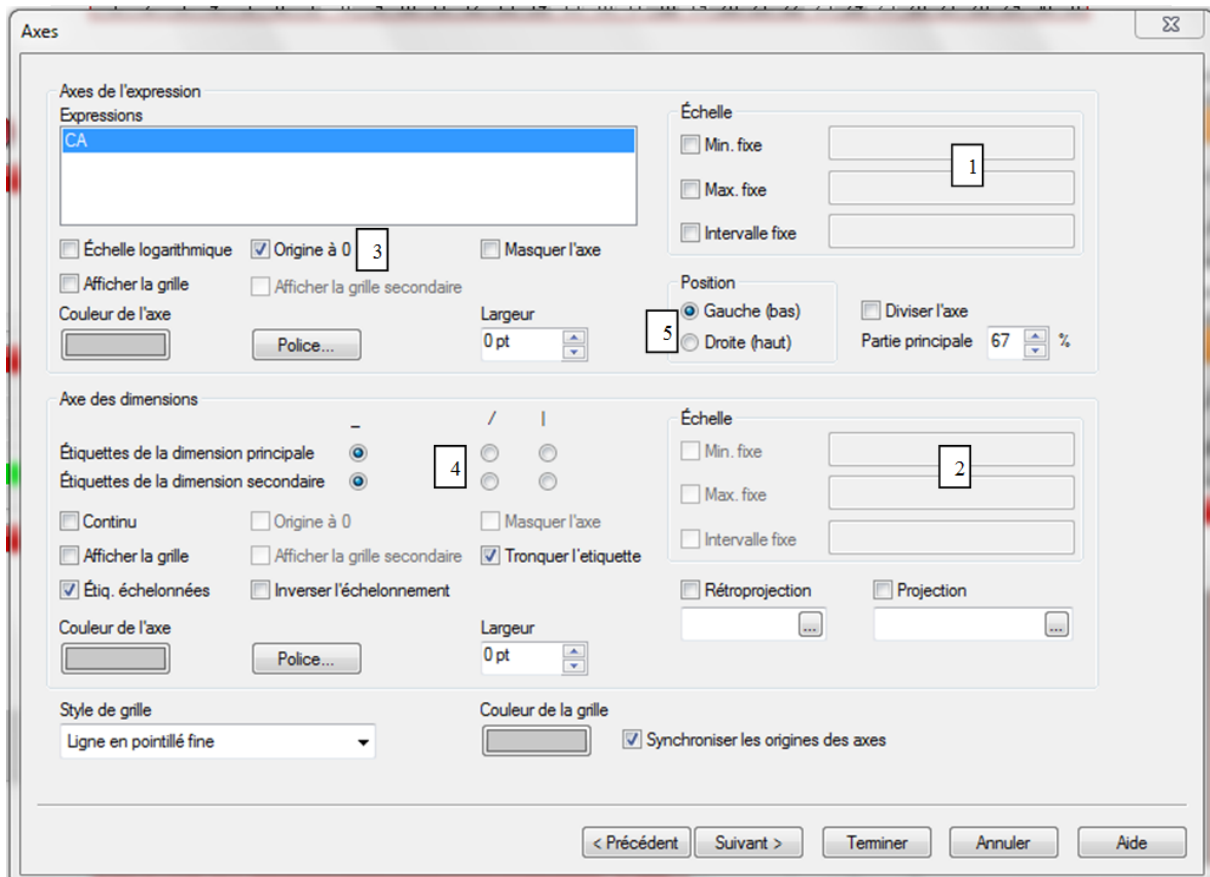 Axes
Axes de l'expression
Expressions
CA
Échelle logarithmique
Origine à 0
3
Masquer l'axe
Afficher la grille
Afficher la grille secondaire
Couleur de l'axe
Police...
Largeur
0 pt
Échelle
Min. fixe
1
Max. fixe
Intervalle fixe
Position
5
Gauche (bas)
Droite (haut)
Diviser l'axe
Partie principale 67 %
Axe des dimensions
_ / |
Étiquettes de la dimension principale
4
Étiquettes de la dimension secondaire
Continu
Origine à 0
Masquer l'axe
Afficher la grille
Afficher la grille secondaire
Tronquer l'etiquette
Étiq. échelonnées
Inverser l'échelonnement
Couleur de l'axe
Police...
Largeur
0 pt
Échelle
Min. fixe
2
Max. fixe
Intervalle fixe
Rétroprojection
...
Projection
...
Style de grille
Ligne en pointillé fine
Couleur de la grille
Synchroniser les origines des axes
< Précédent
Suivant >
Terminer
Annuler
Aide